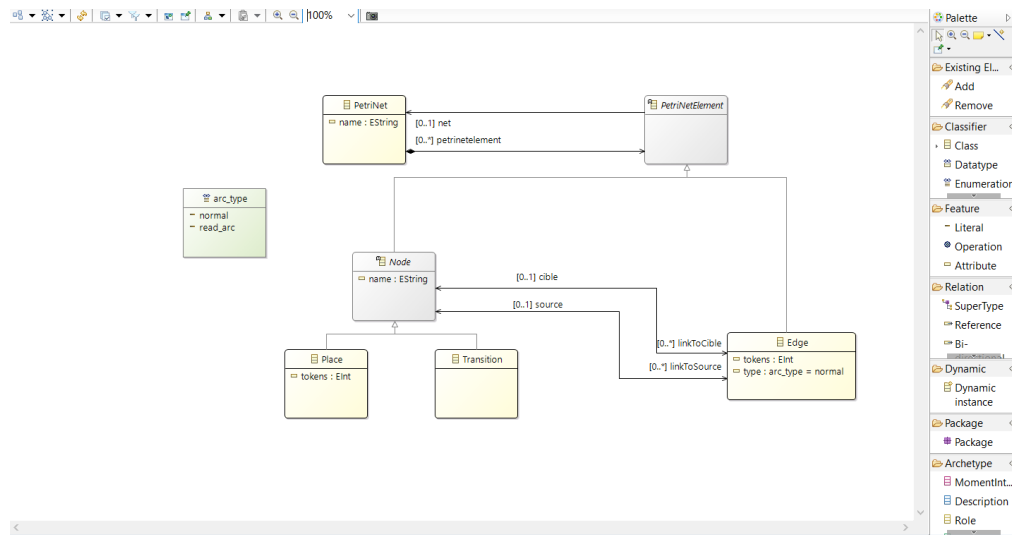 100%
PetriNet
name : EString
PetriNetElement
[0..1] net
[0..*] petrinetelement
arc_type
normal
read_arc
Node
name : EString
[0..1] cible
[0..1] source
[0..*] linkToCible
[0..*] linkToSource
Edge
tokens : EInt
type : arc_type = normal
Place
tokens : EInt
Transition
Palette
Existing El...
Add
Remove
Classifier
Class
Datatype
Enumeration
Feature
Literal
Operation
Attribute
Relation
SuperType
Reference
Bi-
Dynamic
Dynamic
instance
Package
Package
Archetype
MomentInt...
Description
Role